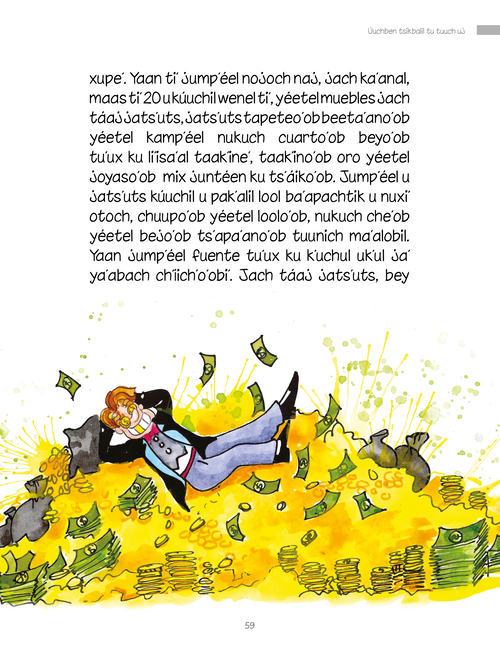 Úuchben tsikbalil tu tuuch uj
xupe'. Yaan ti' jump'éel nojoch naj, jach ka'anal,
maas ti' 20 u kúuchil wenel ti', yéetel muebles jach
táaj jats'uts, jats'uts tapeteo'ob beeta'ano'ob
yéetel kamp'éel nukuch cuarto'ob beyo'ob
tu'ux ku li'isa'al taak'ine', taak'ino'ob oro yéetel
joyaso'ob mix juntéen ku ts'áiko'ob. Jump'éel u
jats'uts kúuchil u pak'alil lool ba'apachtik u nuxi'
otoch, chuupo'ob yéetel loolo'ob, nukuch che'ob
yéetel bejo'ob ts'apa'ano'ob tuunich ma'alobil.
Yaan jump'éel fuente tu'ux ku k'uchul uk'ul ja'
ya'abach ch'íich'o'obi'. Jach táaj jats'uts, bey
59